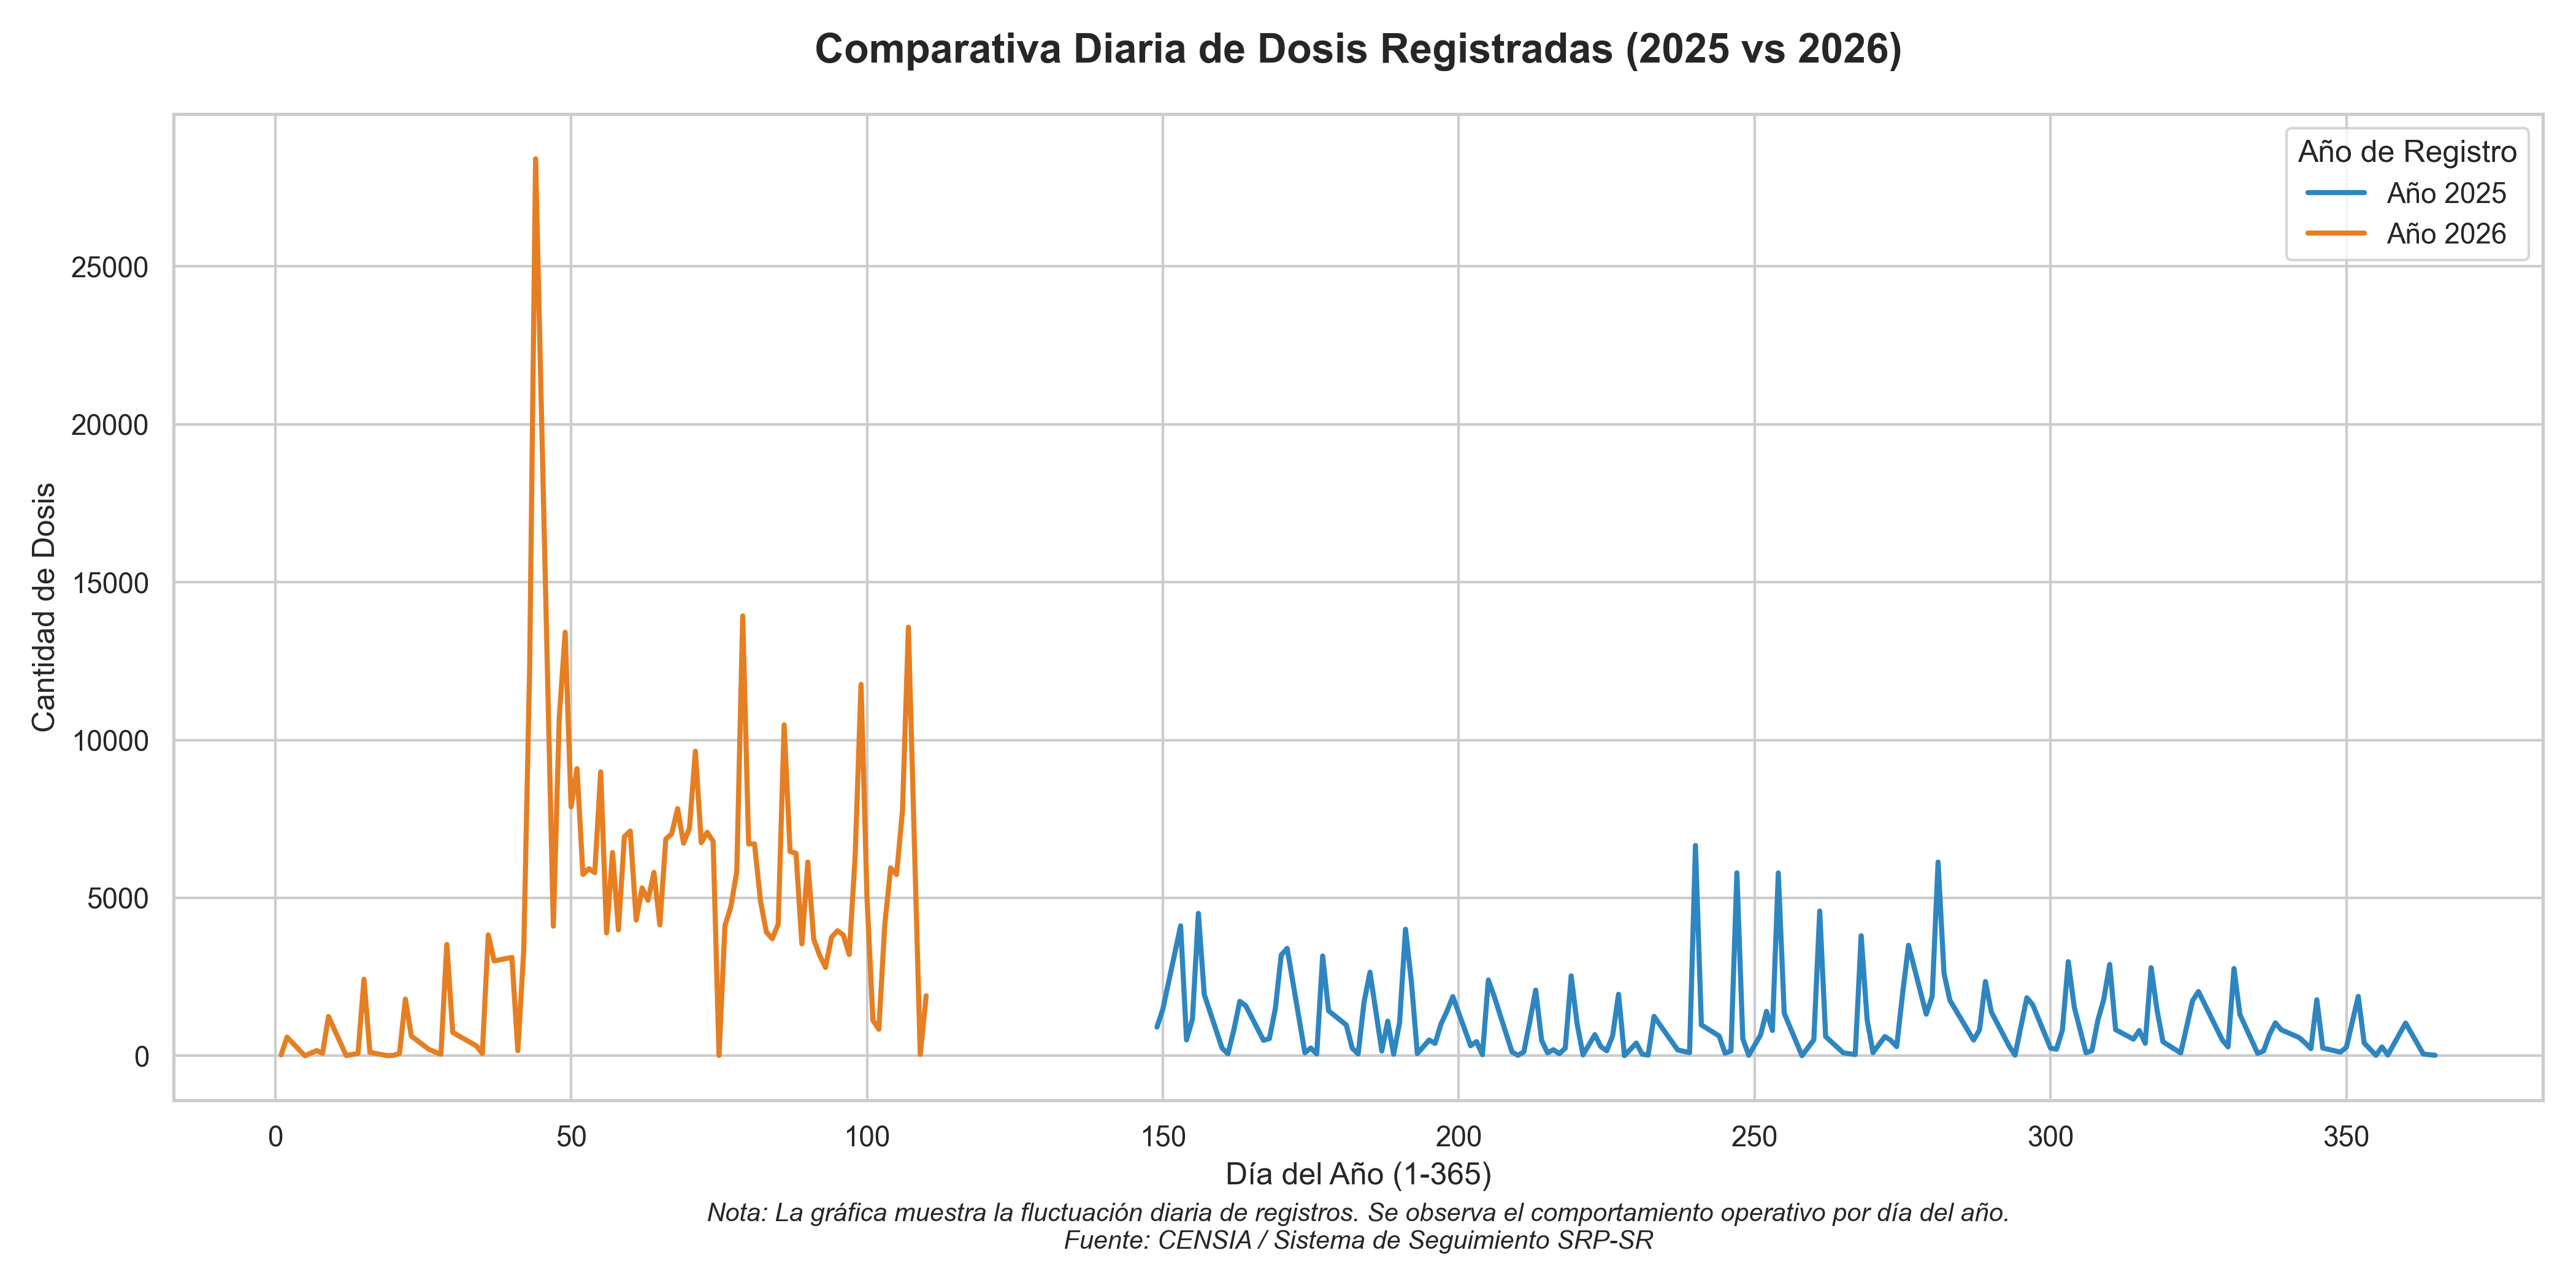 Comparativa Diaria de Dosis Registradas (2025 vs 2026)
Año de Registro
Año 2025
Año 2026
Cantidad de Dosis
25000
20000
15000
10000
5000
0
0 50 100 150 200 250 300 350
Día del Año (1-365)
Nota: La gráfica muestra la fluctuación diaria de registros. Se observa el comportamiento operativo por día del año.
Fuente: CENSIA / Sistema de Seguimiento SRP-SR